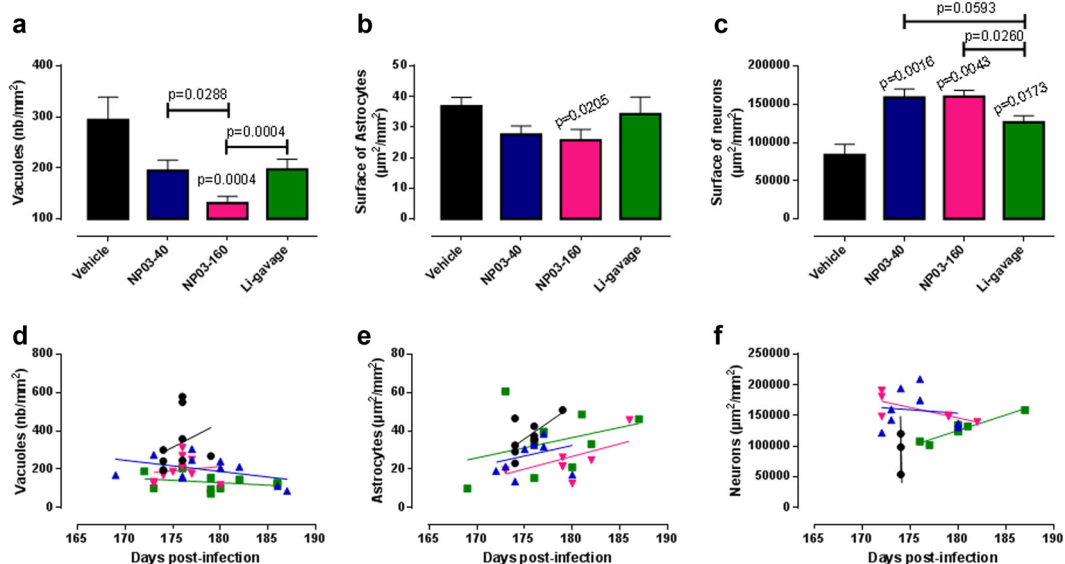 a
Vacuoles (nb/mm²)
400
300
200
100
p=0.0288
p=0.0004
p=0.0004
Vehicle
NP03-40
NP03-160
Li-gavage
b
Surface of Astrocytes
(µm²/mm²)
50
40
30
20
10
0
p=0.0205
Vehicle
NP03-40
NP03-160
Li-gavage
c
Surface of neurons
(µm²/mm²)
200000
150000
100000
50000
0
p=0.0593
p=0.0260
p=0.0016
p=0.0043
p=0.0173
Vehicle
NP03-40
NP03-160
Li-gavage
d
Vacuoles (nb/mm²)
800
600
400
200
0
165
170
175
180
185
190
Days post-infection
e
Astrocytes (µm²/mm²)
80
60
40
20
0
165
170
175
180
185
190
Days post-infection
f
Neurons (µm²/mm²)
250000
200000
150000
100000
50000
0
165
170
175
180
185
190
Days post-infection